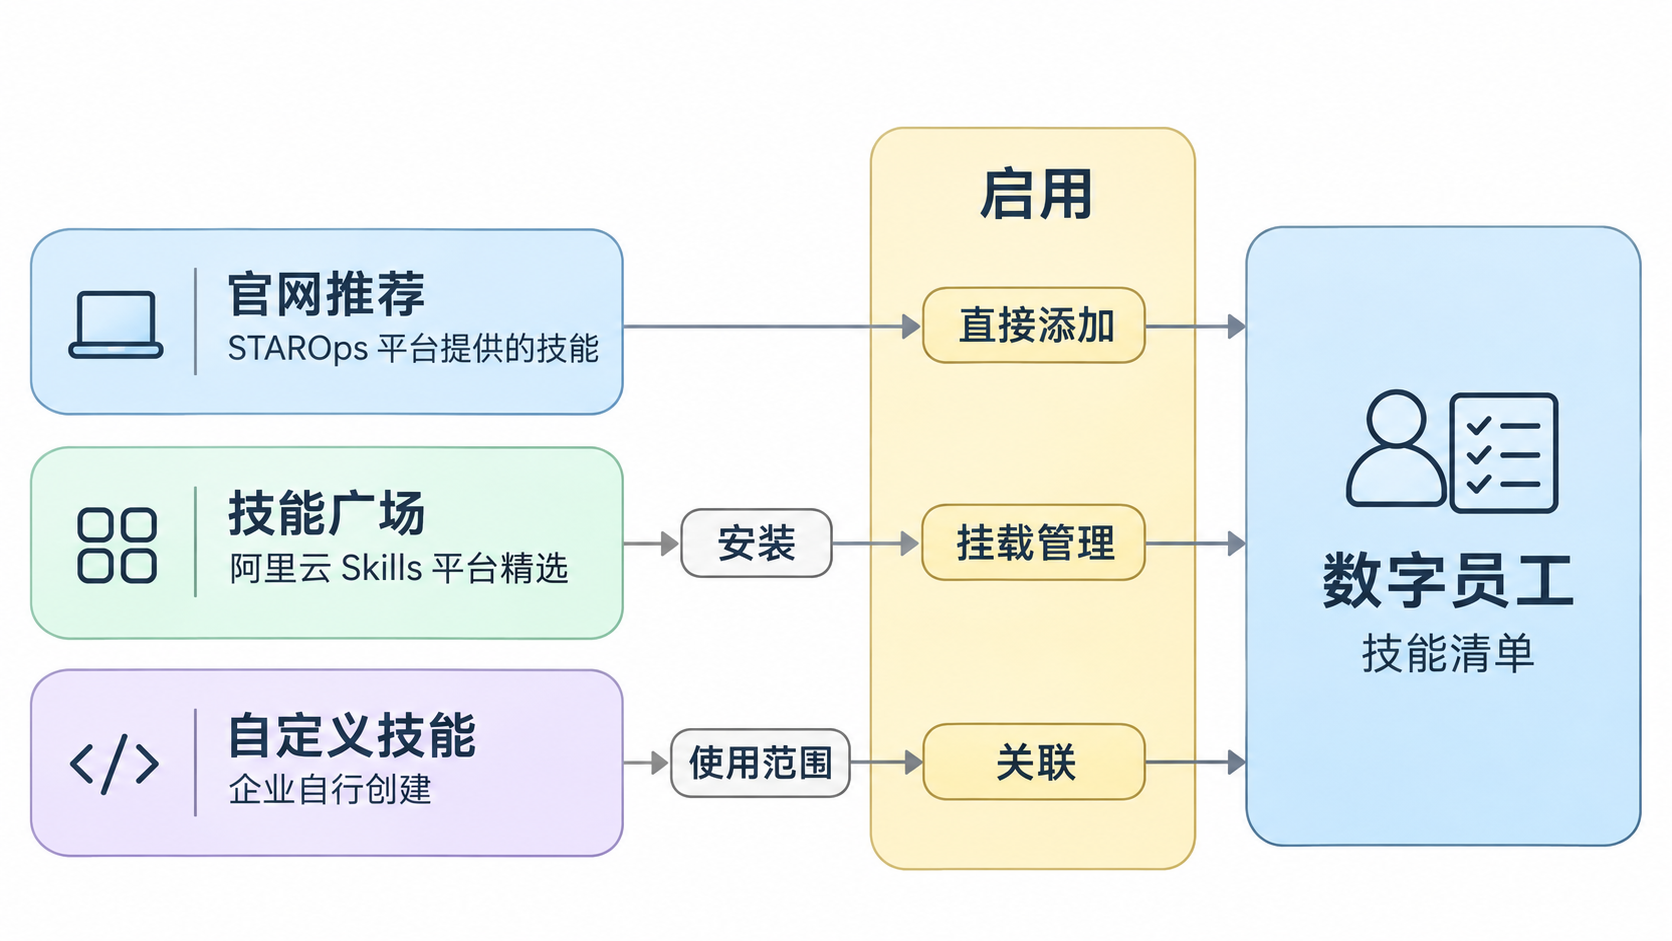 启用
官网推荐
STAROps 平台提供的技能
直接添加
技能广场
阿里云 Skills 平台精选
安装
挂载管理
自定义技能
企业自行创建
使用范围
关联
数字员工
技能清单